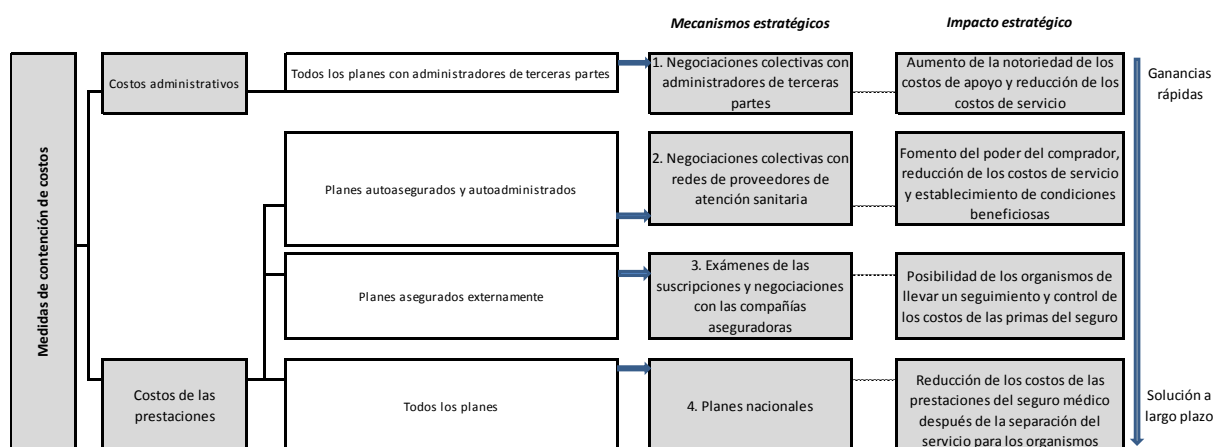 Mecanismos estratégicos
Impacto estratégico
Medidas de contención de costos
Costos administrativos
Todos los planes con administradores de terceras partes
1. Negociaciones colectivas con
administradores de terceras
partes
Aumento de la notoriedad de los
costos de apoyo y reducción de los
costos de servicio
Ganancias
rápidas
Planes autoasegurados y autoadministrados
2. Negociaciones colectivas con
redes de proveedores de
atención sanitaria
Fomento del poder del comprador,
reducción de los costos de servicio
y establecimiento de condiciones
beneficiosas
Planes asegurados externamente
3. Exámenes de las
suscripciones y negociaciones
con las compañías
aseguradoras
Posibilidad de los organismos de
llevar un seguimiento y control de
los costos de las primas del seguro
Costos de las
prestaciones
Todos los planes
4. Planes nacionales
Reducción de los costos de las
prestaciones del seguro médico
después de la separación del
servicio para los organismos
Solución a
largo plazo